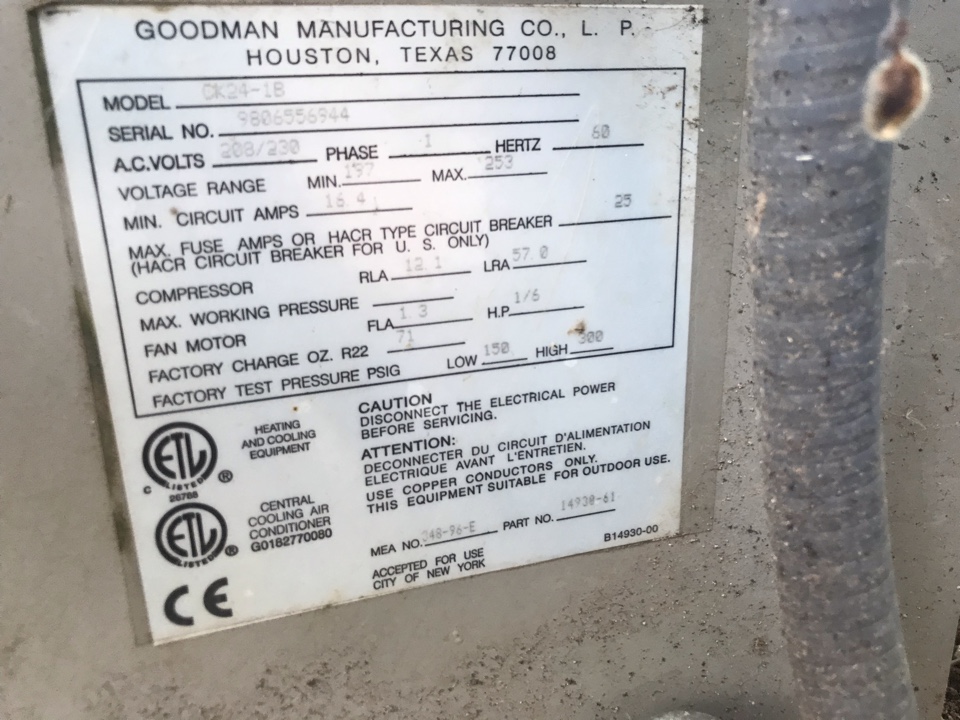 GOODMAN MANUFACTURING CO., L. P.
HOUSTON, TEXAS 77008
MODEL CK24-1B
SERIAL NO. 9806556944
A.C.VOLTS 208/230 PHASE 1 HERTZ 60
VOLTAGE RANGE MIN. 197 MAX. 253
MIN. CIRCUIT AMPS 16.4
MAX. FUSE AMPS OR HACR TYPE CIRCUIT BREAKER 25
(HACR CIRCUIT BREAKER FOR U. S. ONLY)
COMPRESSOR RLA 12.1 LRA 57.0
MAX. WORKING PRESSURE
FAN MOTOR FLA 1.3 H.P. 1/6
FACTORY CHARGE OZ. R22 71
FACTORY TEST PRESSURE PSIG LOW 150 HIGH 300
CAUTION
DISCONNECT THE ELECTRICAL POWER
BEFORE SERVICING.
ATTENTION:
DECONNECTER DU CIRCUIT D'ALIMENTATION
ELECTRIQUE AVANT L'ENTRETIEN.
USE COPPER CONDUCTORS ONLY.
THIS EQUIPMENT SUITABLE FOR OUTDOOR USE.
MEA NO. 348-96-E PART NO. 14930-61
ACCEPTED FOR USE
CITY OF NEW YORK
B14930-00
ETL
LISTED
C ®
26788
HEATING
AND COOLING
EQUIPMENT
ETL
LISTED
®
CENTRAL
COOLING AIR
CONDITIONER
G0182770080
CE